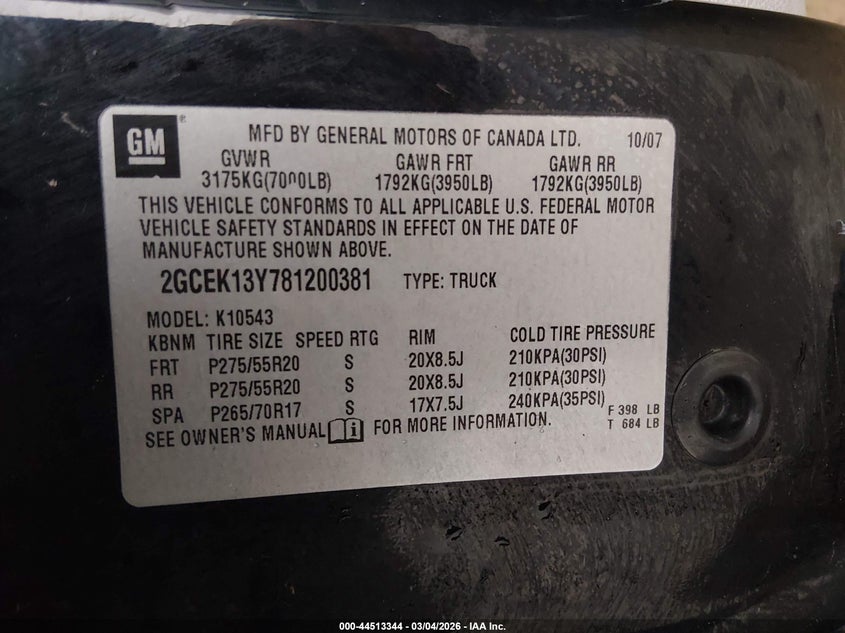 GM ®
MFD BY GENERAL MOTORS OF CANADA LTD. 10/07
GVWR GAWR FRT GAWR RR
3175KG(7000LB) 1792KG(3950LB) 1792KG(3950LB)
THIS VEHICLE CONFORMS TO ALL APPLICABLE U.S. FEDERAL MOTOR
VEHICLE SAFETY STANDARDS IN EFFECT ON THE DATE OF
MANUFACTURE SHOWN ABOVE.
2GCEK13Y781200381 TYPE: TRUCK
MODEL: K10543
KBNM TIRE SIZE SPEED RTG RIM COLD TIRE PRESSURE
FRT P275/55R20 S 20X8.5J 210KPA(30PSI)
RR P275/55R20 S 20X8.5J 210KPA(30PSI)
SPA P265/70R17 S 17X7.5J 240KPA(35PSI)
F 398 LB
T 684 LB
SEE OWNER'S MANUAL FOR MORE INFORMATION.
000-44513344 - 03/04/2026 - IAA Inc.